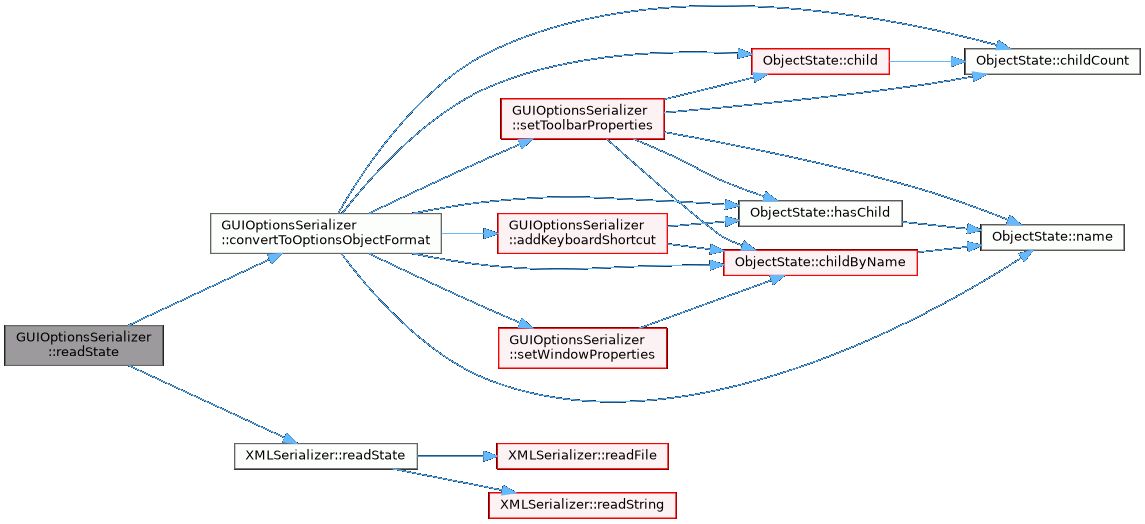 ObjectState::child
ObjectState::childCount
GUIOptionsSerializer
::setToolbarProperties
ObjectState::hasChild
GUIOptionsSerializer
::convertToOptionsObjectFormat
GUIOptionsSerializer
::addKeyboardShortcut
ObjectState::name
ObjectState::childByName
GUIOptionsSerializer
::readState
GUIOptionsSerializer
::setWindowProperties
XMLSerializer::readState
XMLSerializer::readFile
XMLSerializer::readString